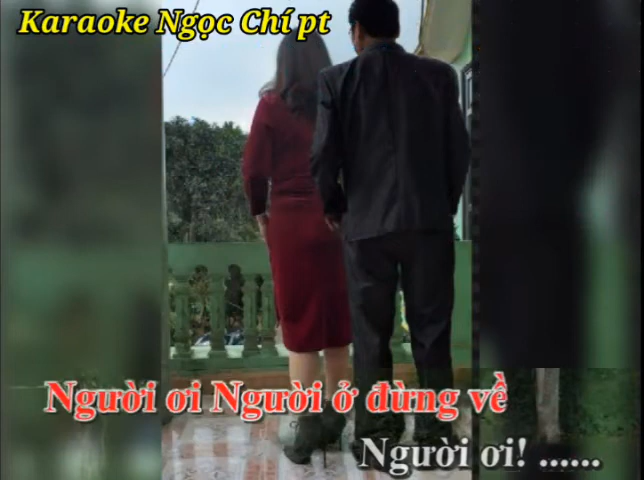 Karaoke Ngọc Chí pt
Người ơi Người ở đừng về
Người ơi! ......